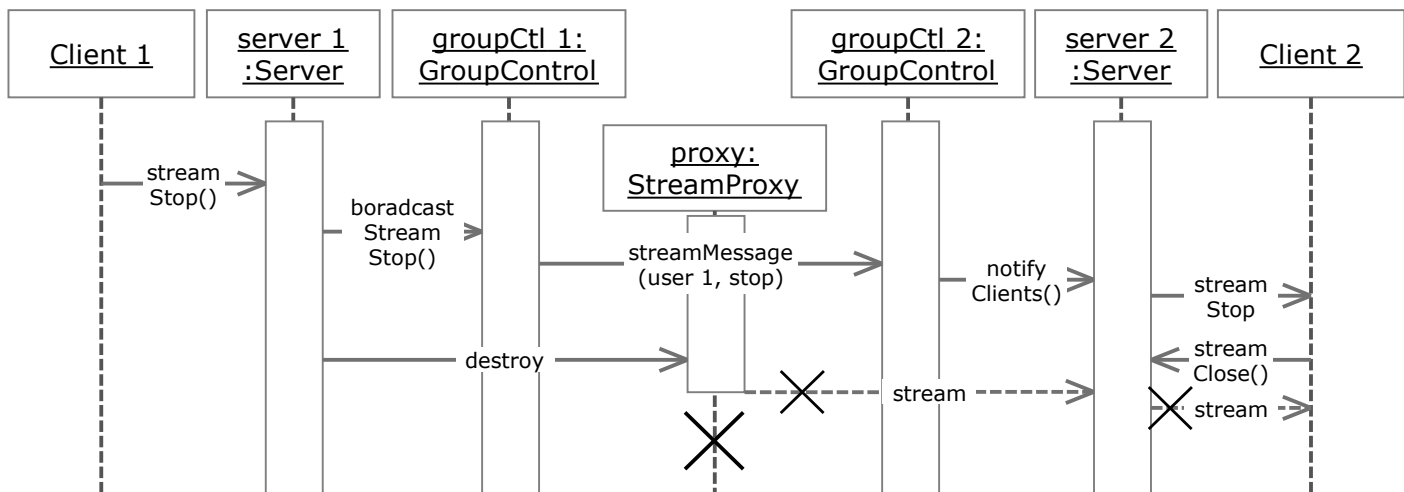 Client 1
server 1
:Server
groupCtl 1:
GroupControl
groupCtl 2:
GroupControl
server 2
:Server
Client 2
proxy:
StreamProxy
stream
Stop()
boradcast
Stream
Stop()
streamMessage
(user 1, stop)
notify
Clients()
stream
Stop
destroy
stream
Close()
stream
stream